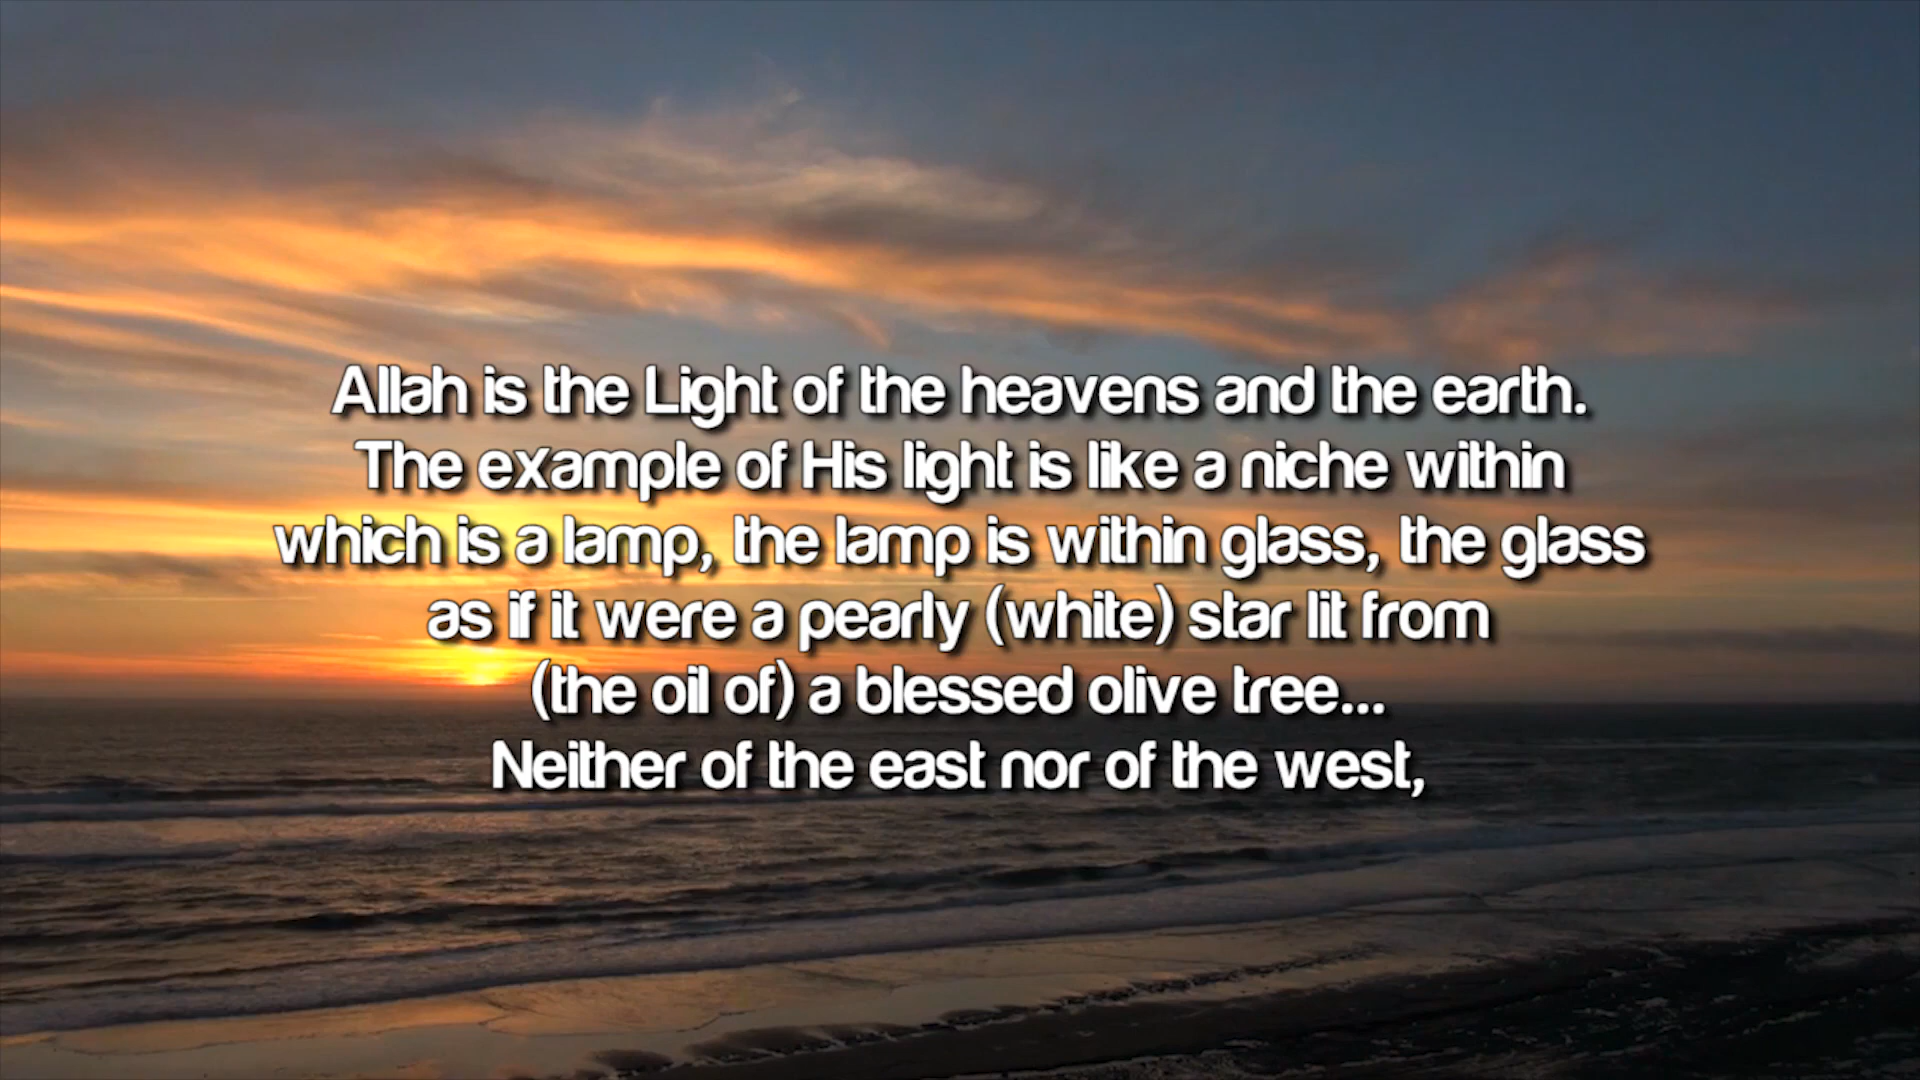 Allah is the Light of the heavens and the earth.
The example of His light is like a niche within
which is a lamp, the lamp is within glass, the glass
as if it were a pearly (white) star lit from
(the oil of) a blessed olive tree...
Neither of the east nor of the west,